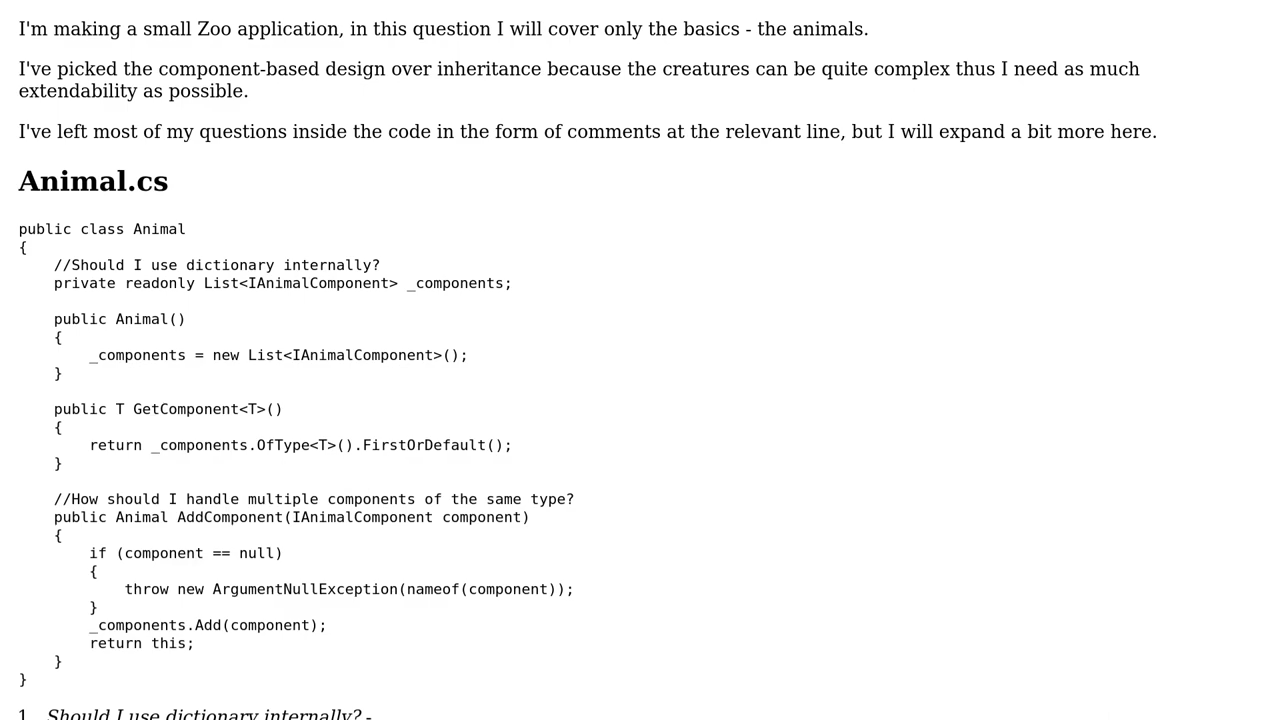 I'm making a small Zoo application, in this question I will cover only the basics - the animals.
I've picked the component-based design over inheritance because the creatures can be quite complex thus I need as much
extendability as possible.
I've left most of my questions inside the code in the form of comments at the relevant line, but I will expand a bit more here.
Animal.cs
public class Animal
{
    //Should I use dictionary internally?
    private readonly List<IAnimalComponent> _components;
    public Animal()
    {
        _components = new List<IAnimalComponent>();
    }
    public T GetComponent<T>()
    {
        return _components.OfType<T>().FirstOrDefault();
    }
    //How should I handle multiple components of the same type?
    public Animal AddComponent(IAnimalComponent component)
    {
        if (component == null)
        {
            throw new ArgumentNullException(nameof(component));
        }
        _components.Add(component);
        return this;
    }
}
1. Should I use dictionary internally? -